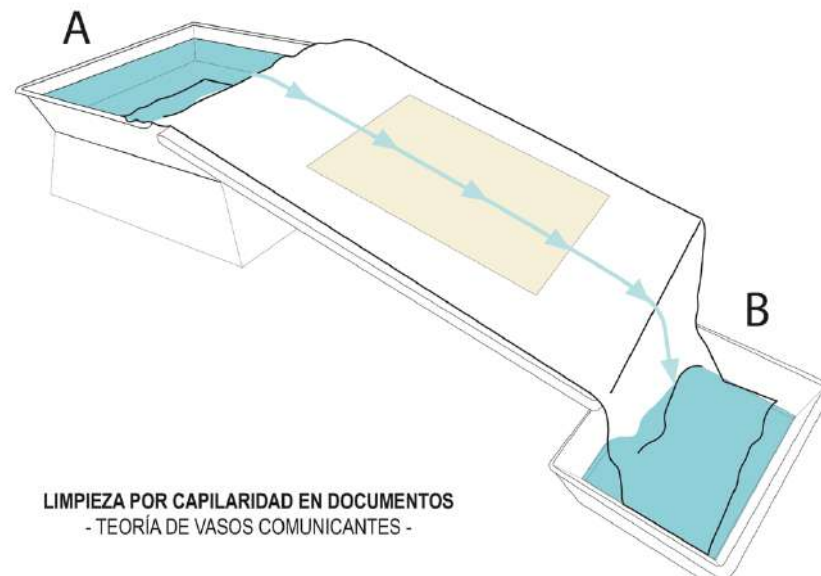 A
B
LIMPIEZA POR CAPILARIDAD EN DOCUMENTOS
- TEORÍA DE VASOS COMUNICANTES -